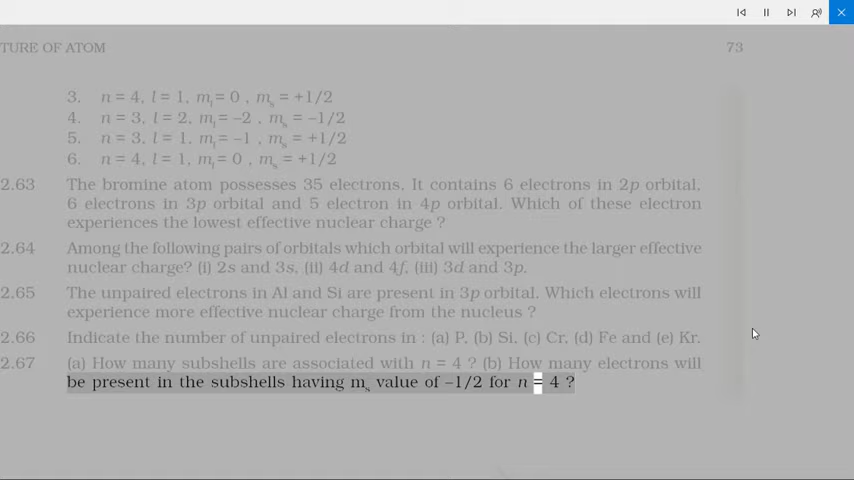 TURE OF ATOM 73
3. n = 4, l = 1, mₗ = 0 , mₛ = +1/2
4. n = 3, l = 2, mₗ = –2 , mₛ = –1/2
5. n = 3, l = 1, mₗ = –1 , mₛ = +1/2
6. n = 4, l = 1, mₗ = 0 , mₛ = +1/2
2.63 The bromine atom possesses 35 electrons. It contains 6 electrons in 2p orbital,
6 electrons in 3p orbital and 5 electron in 4p orbital. Which of these electron
experiences the lowest effective nuclear charge ?
2.64 Among the following pairs of orbitals which orbital will experience the larger effective
nuclear charge? (i) 2s and 3s, (ii) 4d and 4f, (iii) 3d and 3p.
2.65 The unpaired electrons in Al and Si are present in 3p orbital. Which electrons will
experience more effective nuclear charge from the nucleus ?
2.66 Indicate the number of unpaired electrons in : (a) P, (b) Si, (c) Cr, (d) Fe and (e) Kr.
2.67 (a) How many subshells are associated with n = 4 ? (b) How many electrons will
be present in the subshells having mₛ value of –1/2 for n = 4 ?